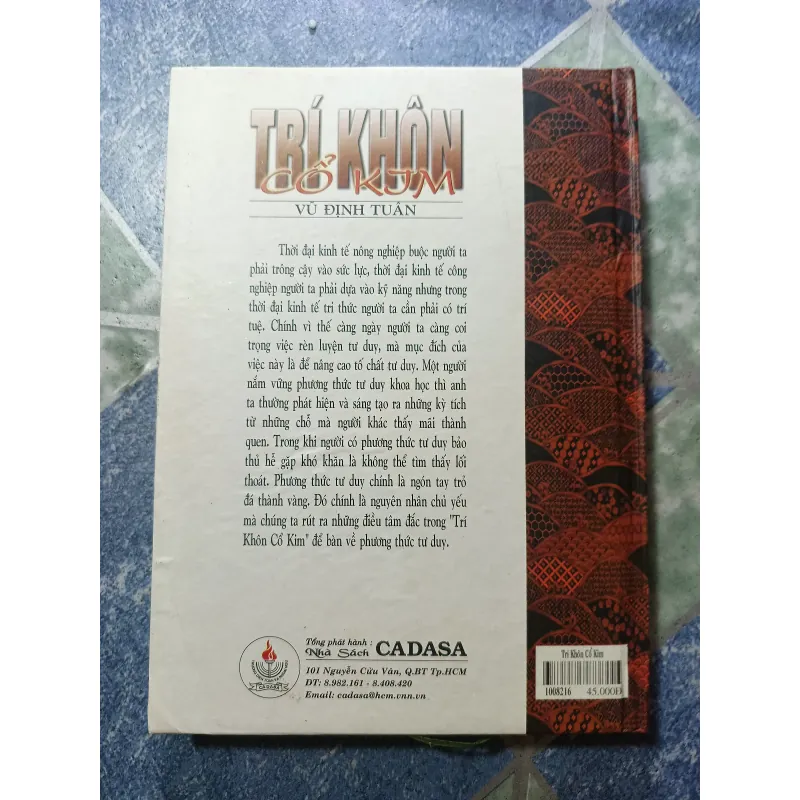 TRÍ KHÔN
CỔ KIM
VŨ ĐỊNH TUÂN
Thời đại kinh tế nông nghiệp buộc người ta
phải trông cậy vào sức lực, thời đại kinh tế công
nghiệp người ta phải dựa vào kỹ năng nhưng trong
thời đại kinh tế tri thức người ta cần phải có trí
tuệ. Chính vì thế càng ngày người ta càng coi
trọng việc rèn luyện tư duy, mà mục đích của
việc này là để nâng cao tố chất tư duy. Một người
nắm vững phương thức tư duy khoa học thì anh
ta thường phát hiện và sáng tạo ra những kỳ tích
từ những chỗ mà người khác thấy mãi thành
quen. Trong khi người có phương thức tư duy bảo
thủ hễ gặp khó khăn là không thể tìm thấy lối
thoát. Phương thức tư duy chính là ngón tay trỏ
đá thành vàng. Đó chính là nguyên nhân chủ yếu
mà chúng ta rút ra những điều tâm đắc trong "Trí
Khôn Cổ Kim" để bàn về phương thức tư duy.
Tổng phát hành :
Nhà Sách CADASA
101 Nguyễn Cửu Vân, Q.BT Tp.HCM
ĐT: 8.982.161 - 8.408.420
Email: cadasa@hcm.vnn.vn
CADASA
Trí Khôn Cổ Kim
1008216 45,000Đ